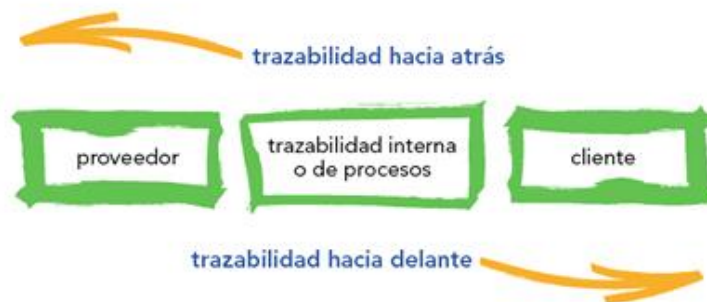 trazabilidad hacia atrás
proveedor
trazabilidad interna
o de procesos
cliente
trazabilidad hacia delante